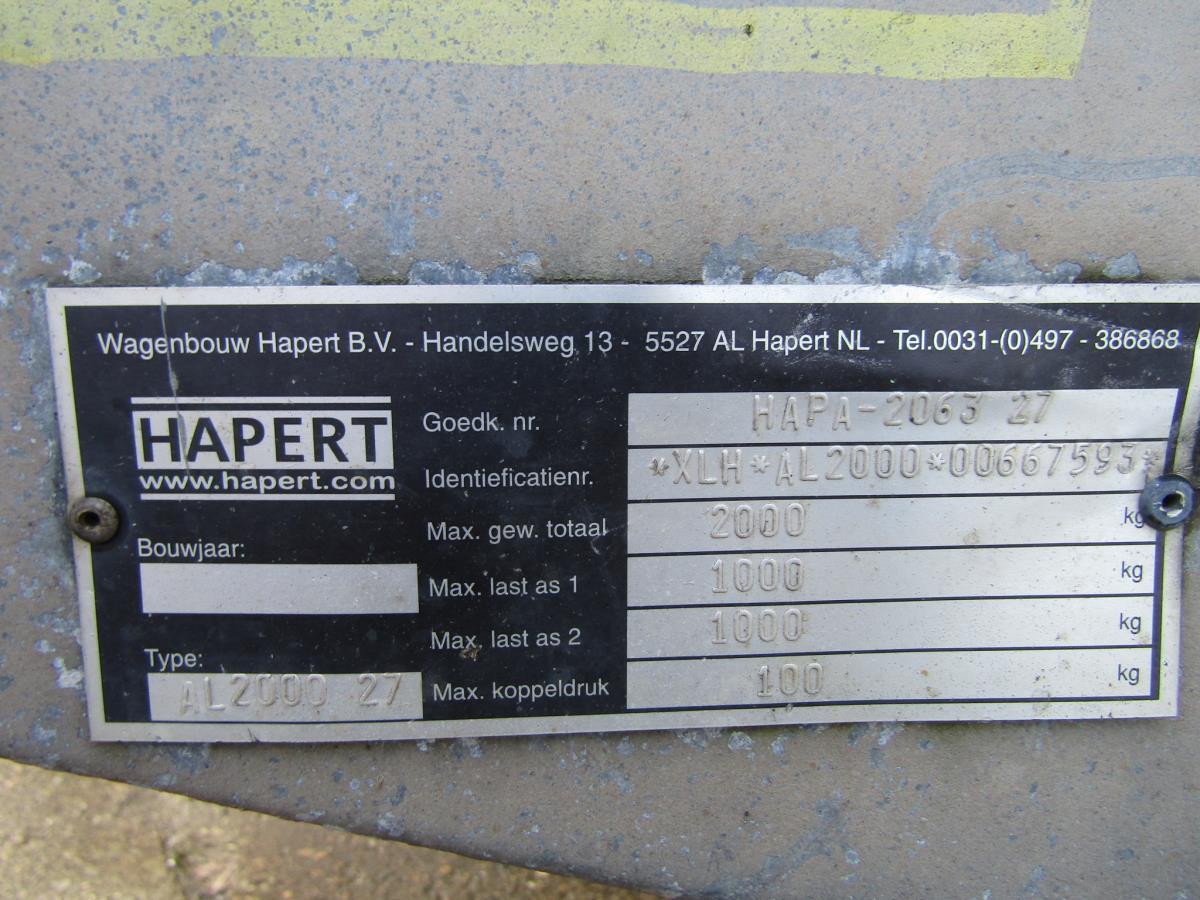 Wagenbouw Hapert B.V. - Handelsweg 13 - 5527 AL Hapert NL - Tel.0031-(0)497 - 386868
HAPERT
www.hapert.com
Bouwjaar:
Type:
AL2000 27
Goedk. nr. HAPA-2063 27
Identieficatienr. *XLH*AL2000*00667593*
Max. gew. totaal 2000 kg
Max. last as 1 1000 kg
Max. last as 2 1000 kg
Max. koppeldruk 100 kg